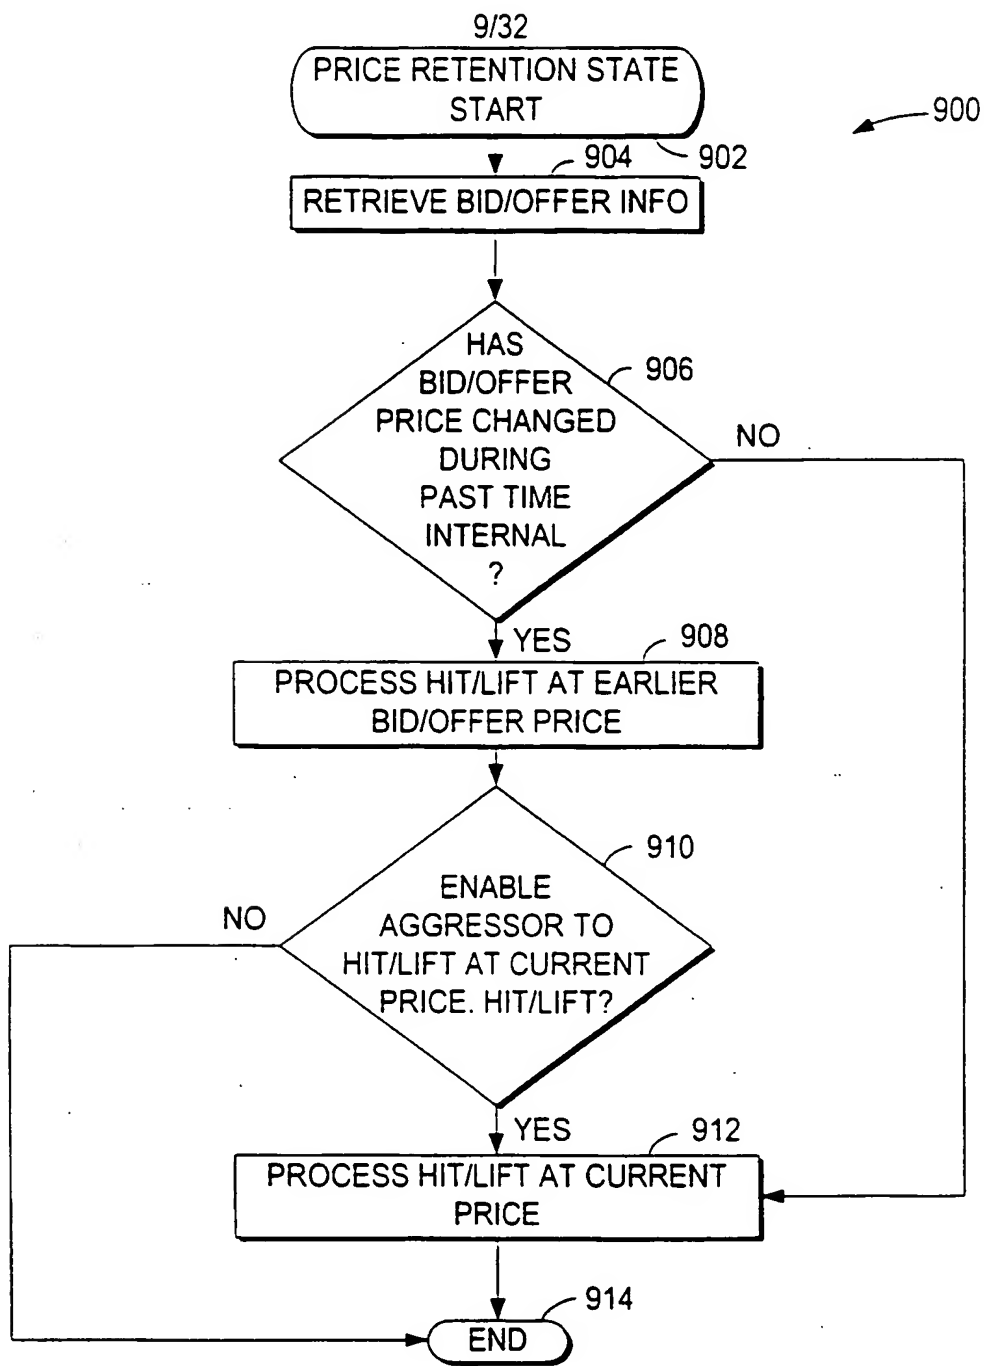 9/32
PRICE RETENTION STATE
START
900
902
904
RETRIEVE BID/OFFER INFO
HAS
BID/OFFER
PRICE CHANGED
DURING
PAST TIME
INTERNAL
?
906
NO
YES
908
PROCESS HIT/LIFT AT EARLIER
BID/OFFER PRICE
910
ENABLE
AGGRESSOR TO
HIT/LIFT AT CURRENT
PRICE. HIT/LIFT?
NO
YES
912
PROCESS HIT/LIFT AT CURRENT
PRICE
914
END